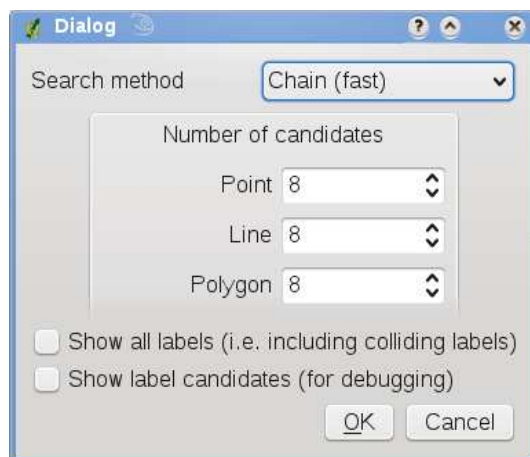 Dialog
?
Search method Chain (fast)
Number of candidates
Point 8
Line 8
Polygon 8
Show all labels (i.e. including colliding labels)
Show label candidates (for debugging)
OK Cancel